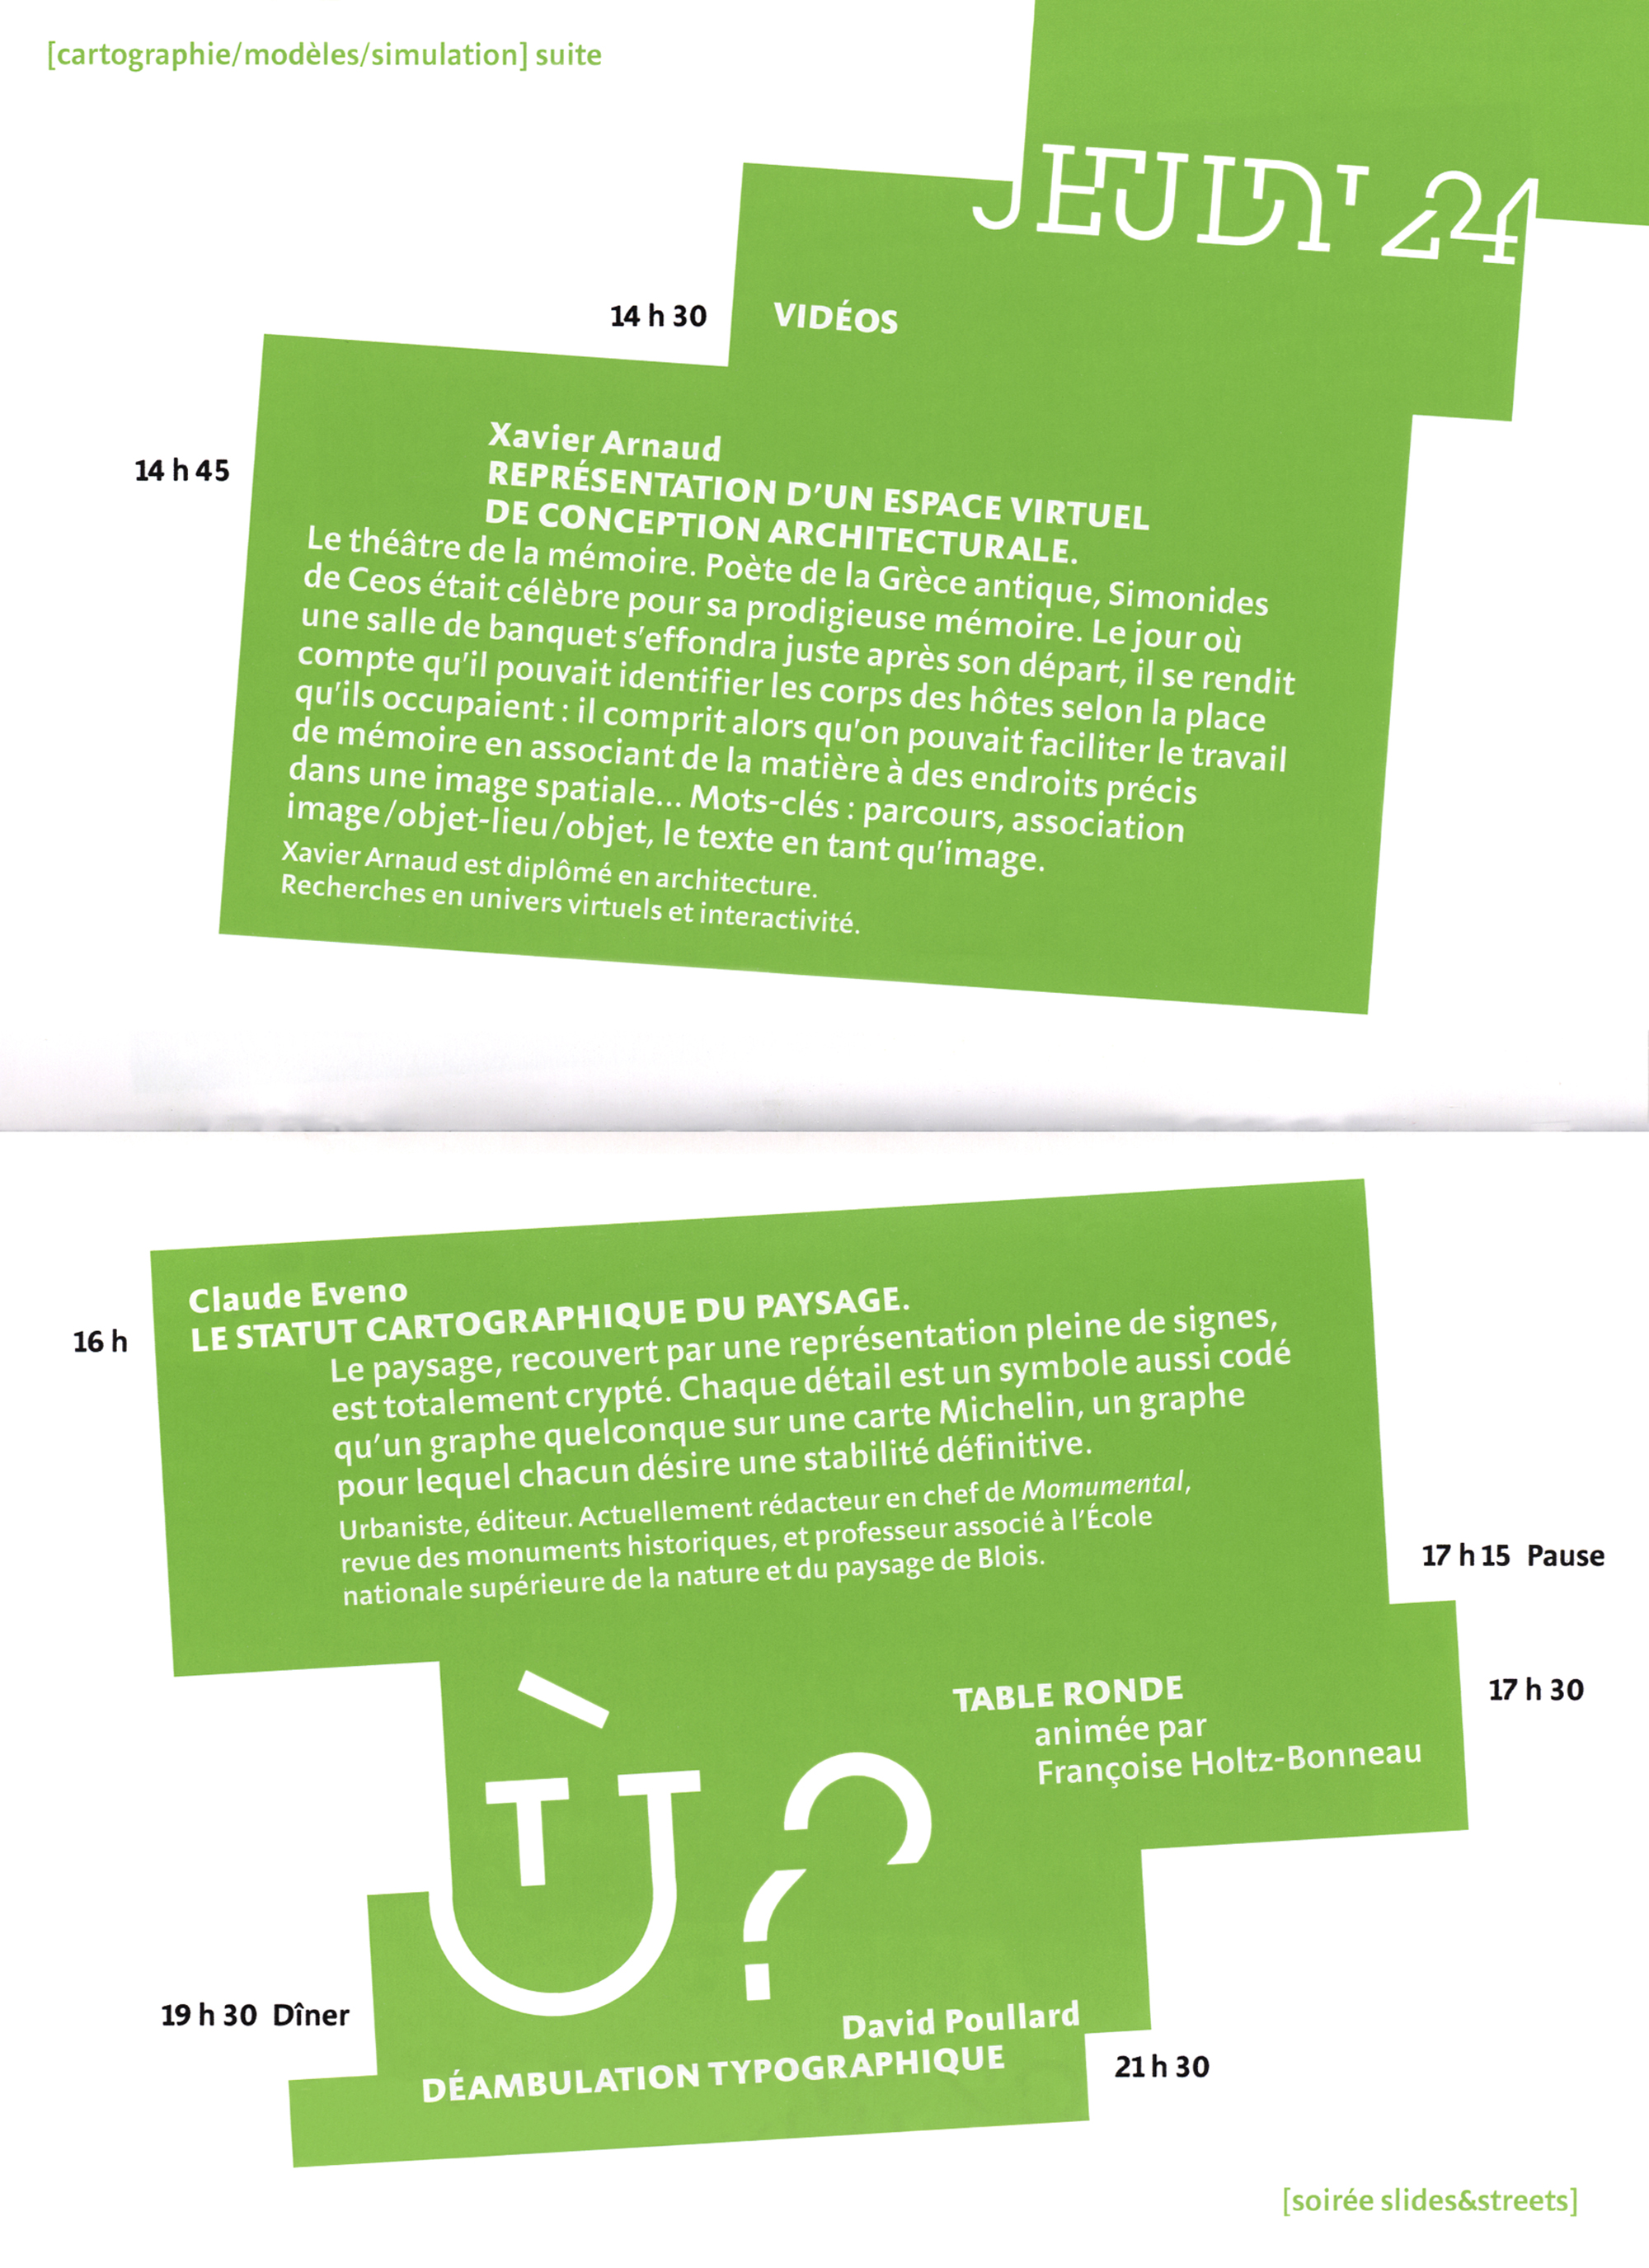 [cartographie/modèles/simulation] suite
JEUDI 24
14 h 30 VIDÉOS
14 h 45
Xavier Arnaud
REPRÉSENTATION D'UN ESPACE VIRTUEL
DE CONCEPTION ARCHITECTURALE.
Le théâtre de la mémoire. Poète de la Grèce antique, Simonides
de Ceos était célèbre pour sa prodigieuse mémoire. Le jour où
une salle de banquet s'effondra juste après son départ, il se rendit
compte qu'il pouvait identifier les corps des hôtes selon la place
qu'ils occupaient : il comprit alors qu'on pouvait faciliter le travail
de mémoire en associant de la matière à des endroits précis
dans une image spatiale... Mots-clés : parcours, association
image/objet-lieu/objet, le texte en tant qu'image.
Xavier Arnaud est diplômé en architecture.
Recherches en univers virtuels et interactivité.
16 h
Claude Eveno
LE STATUT CARTOGRAPHIQUE DU PAYSAGE.
Le paysage, recouvert par une représentation pleine de signes,
est totalement crypté. Chaque détail est un symbole aussi codé
qu'un graphe quelconque sur une carte Michelin, un graphe
pour lequel chacun désire une stabilité définitive.
Urbaniste, éditeur. Actuellement rédacteur en chef de Momumental,
revue des monuments historiques, et professeur associé à l'École
nationale supérieure de la nature et du paysage de Blois.
17 h 15 Pause
17 h 30
TABLE RONDE
animée par
Françoise Holtz-Bonneau
Ù?
19 h 30 Dîner
David Poullard
DÉAMBULATION TYPOGRAPHIQUE
21 h 30
[soirée slides&streets]